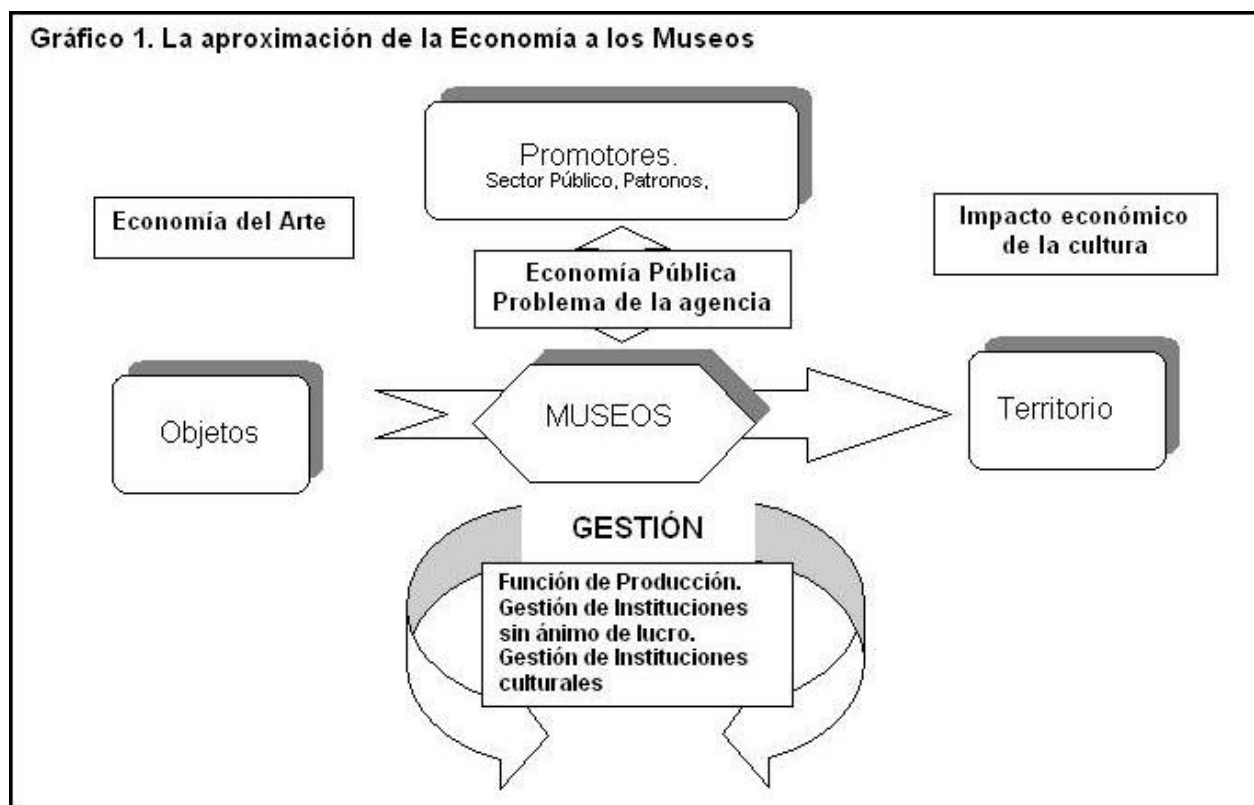 Gráfico 1. La aproximación de la Economía a los Museos
Promotores.
Sector Público, Patronos,
Economía del Arte
Impacto económico
de la cultura
Economía Pública
Problema de la agencia
Objetos
MUSEOS
Territorio
GESTIÓN
Función de Producción.
Gestión de Instituciones
sin ánimo de lucro.
Gestión de Instituciones
culturales